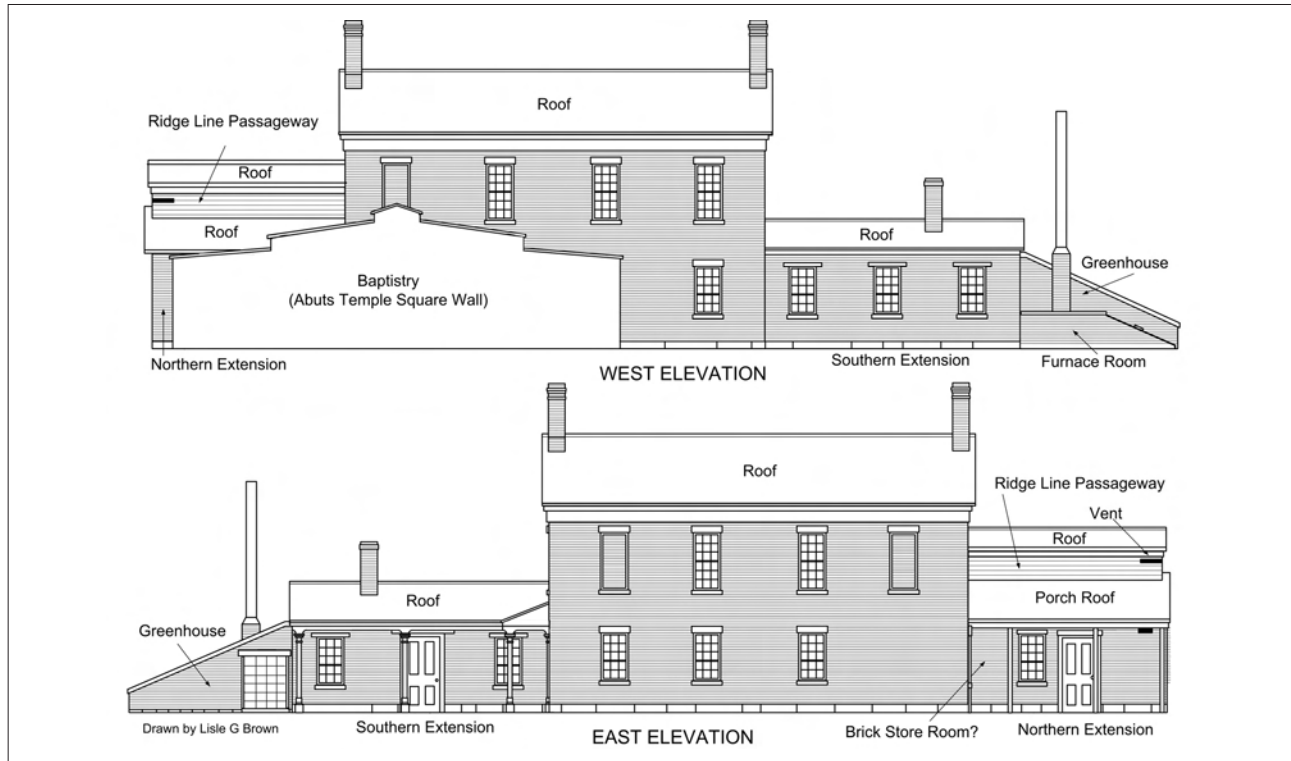 Roof
Ridge Line Passageway
Roof
Roof
Roof
Greenhouse
Baptistry
(Abuts Temple Square Wall)
Northern Extension
Southern Extension
Furnace Room
WEST ELEVATION
Roof
Ridge Line Passageway
Vent
Roof
Roof
Porch Roof
Greenhouse
Drawn by Lisle G Brown
Southern Extension
Brick Store Room?
Northern Extension
EAST ELEVATION